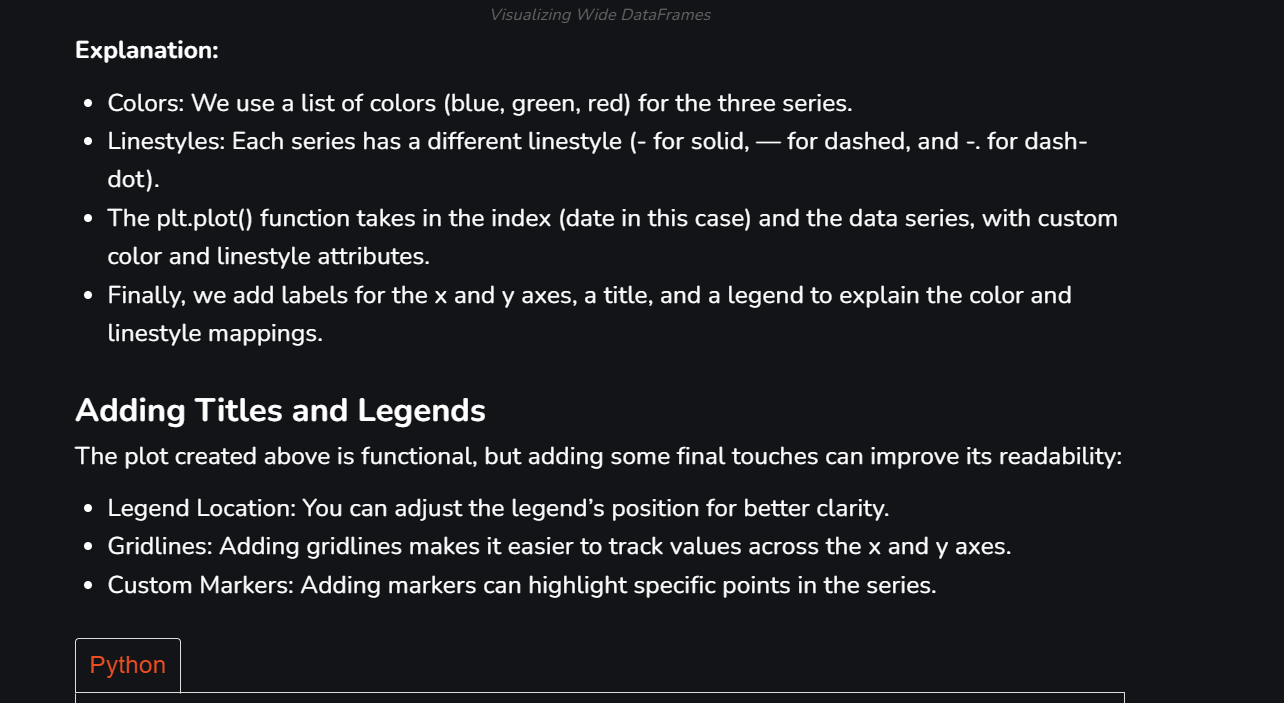 Visualizing Wide DataFrames
Explanation:
• Colors: We use a list of colors (blue, green, red) for the three series.
• Linestyles: Each series has a different linestyle (- for solid, — for dashed, and -. for dash-
dot).
• The plt.plot() function takes in the index (date in this case) and the data series, with custom
color and linestyle attributes.
• Finally, we add labels for the x and y axes, a title, and a legend to explain the color and
linestyle mappings.
Adding Titles and Legends
The plot created above is functional, but adding some final touches can improve its readability:
• Legend Location: You can adjust the legend’s position for better clarity.
• Gridlines: Adding gridlines makes it easier to track values across the x and y axes.
• Custom Markers: Adding markers can highlight specific points in the series.
Python